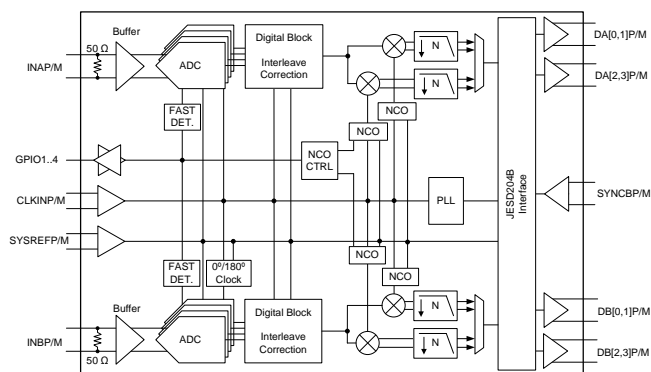 Buffer
50 Ω
INAP/M
ADC
Digital Block
Interleave
Correction
N
N
DA[0,1]P/M
DA[2,3]P/M
FAST
DET.
NCO
NCO
GPIO1..4
NCO
CTRL
CLKINP/M
PLL
JESD204B
Interface
SYNCBP/M
SYSREFP/M
NCO
NCO
FAST
DET.
0º/180º
Clock
Buffer
Digital Block
Interleave
Correction
N
N
DB[0,1]P/M
DB[2,3]P/M
INBP/M
ADC
50 Ω